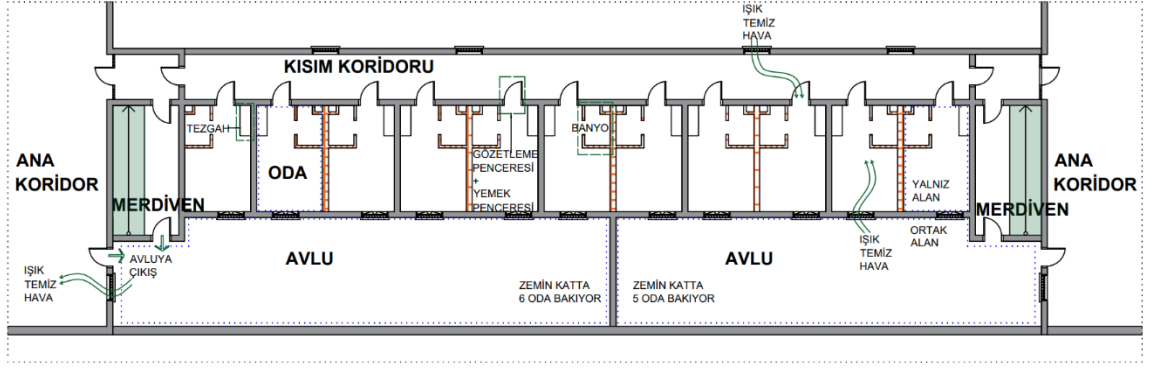 IŞIK
TEMİZ
HAVA
KISIM KORİDORU
TEZGAH
BANYO
ODA
GÖZETLEME
PENCERESİ
+
YEMEK
PENCERESİ
ANA
KORİDOR
ANA
KORİDOR
YALNIZ
ALAN
MERDİVEN
MERDİVEN
ORTAK
ALAN
IŞIK
TEMİZ
HAVA
AVLU
AVLU
AVLUYA
ÇIKIŞ
IŞIK
TEMİZ
HAVA
ZEMİN KATTA
6 ODA BAKIYOR
ZEMİN KATTA
5 ODA BAKIYOR